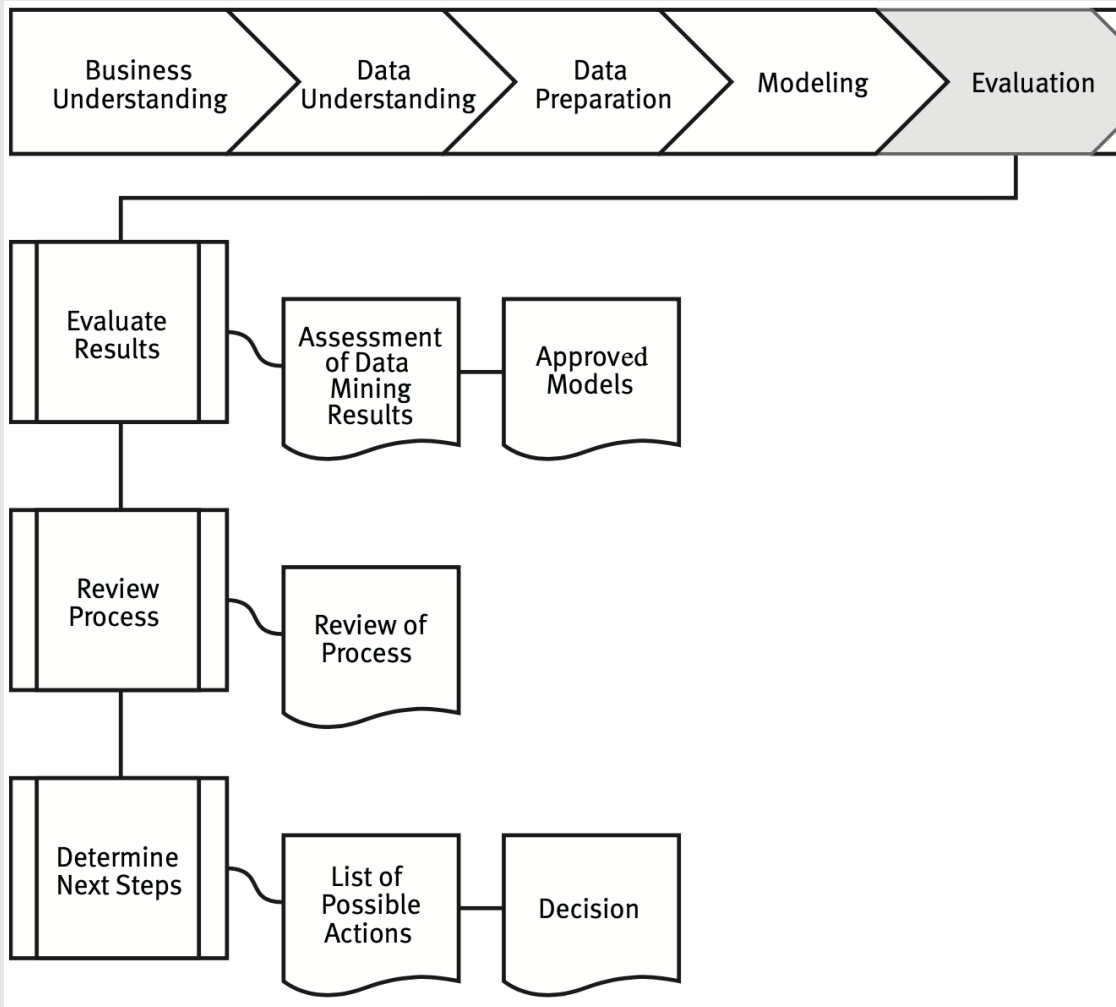 Business
Understanding
Data
Understanding
Data
Preparation
Modeling
Evaluation
Evaluate
Results
Assessment
of Data
Mining
Results
Approved
Models
Review
Process
Review of
Process
Determine
Next Steps
List of
Possible
Actions
Decision